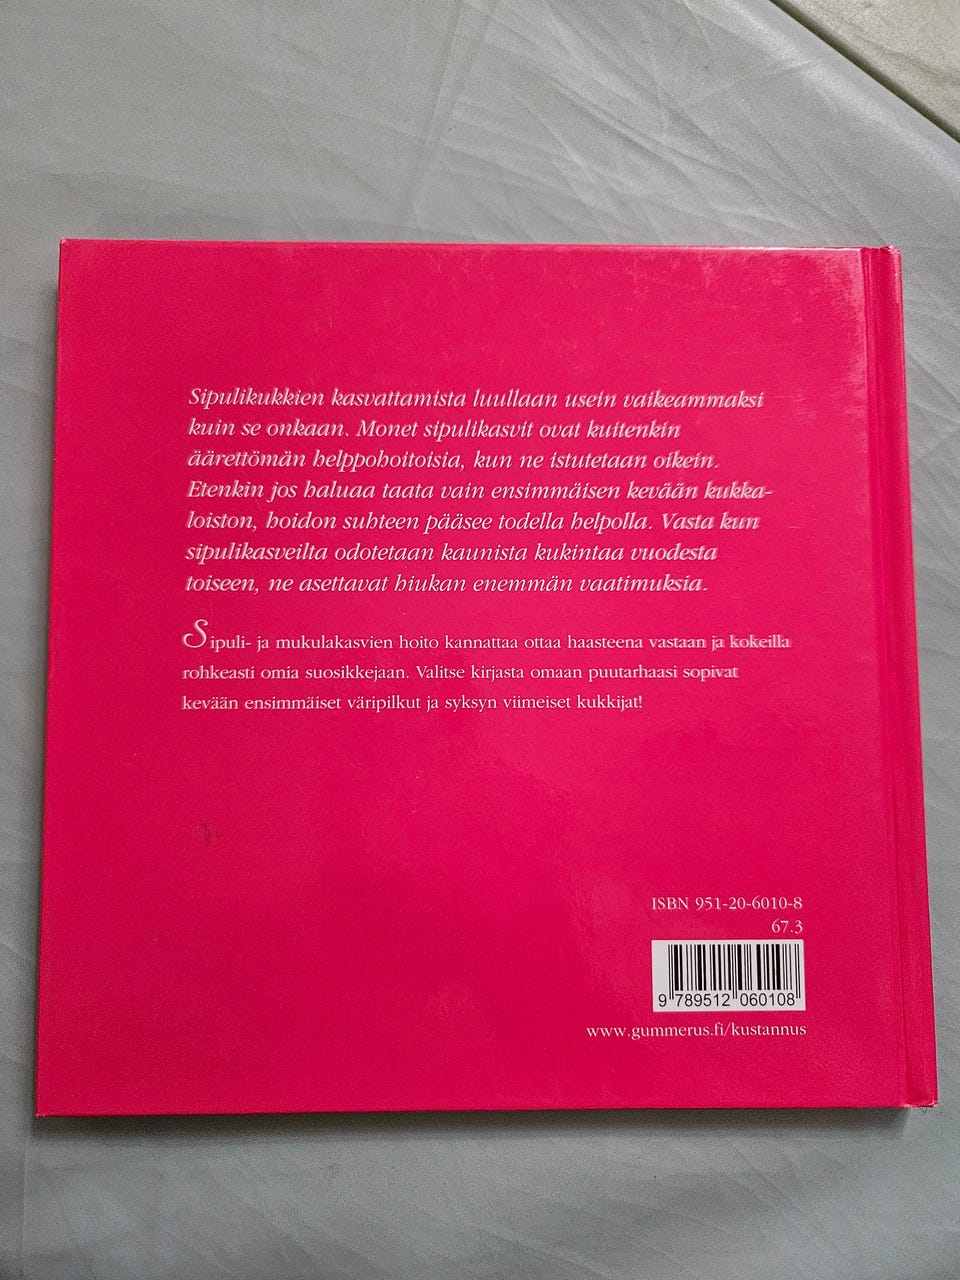 Sipulikukkien kasvattamista luullaan usein vaikeammaksi
kuin se onkaan. Monet sipulikasvit ovat kuitenkin
äärettömän helppohoitoisia, kun ne istutetaan oikein.
Etenkin jos haluaa taata vain ensimmäisen kevään kukka-
loiston, hoidon suhteen pääsee todella helpolla. Vasta kun
sipulikasveilta odotetaan kaunista kukintaa vuodesta
toiseen, ne asettavat hiukan enemmän vaatimuksia.
Sipuli- ja mukulakasvien hoito kannattaa ottaa haasteena vastaan ja kokeilla
rohkeasti omia suosikkejaan. Valitse kirjasta omaan puutarhaasi sopivat
kevään ensimmäiset väripilkut ja syksyn viimeiset kukkijat!
ISBN 951-20-6010-8
67.3
9 789512 060108
www.gummerus.fi/kustannus